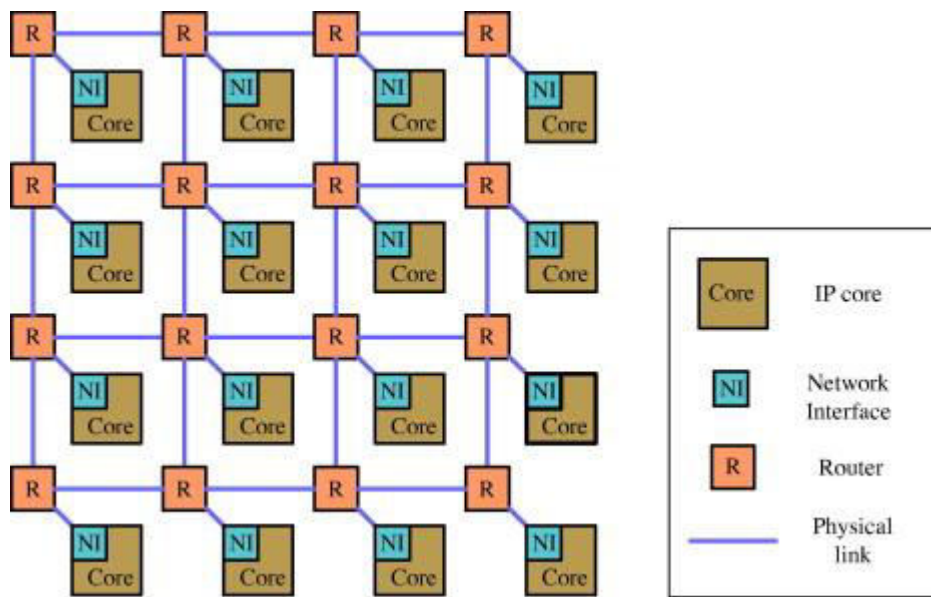 R R R R
NI NI NI NI
Core Core Core Core
R R R R
NI NI NI NI
Core Core Core Core
R R R R
NI NI NI NI
Core Core Core Core
R R R R
NI NI NI NI
Core Core Core Core
Core IP core
NI Network
Interface
R Router
Physical
link